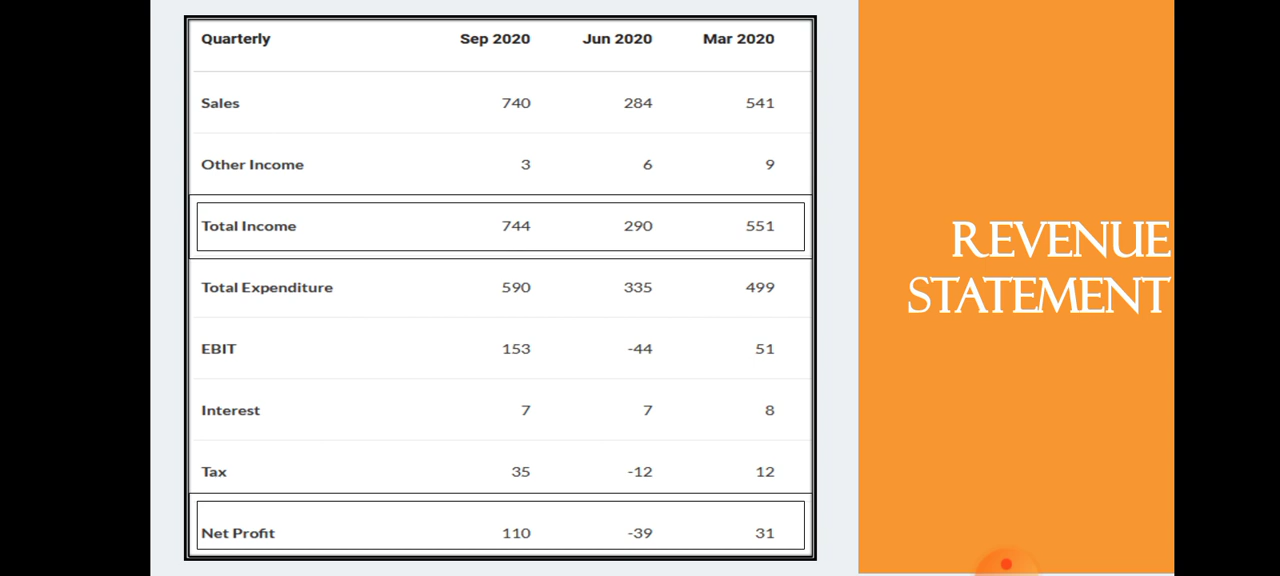 Quarterly Sep 2020 Jun 2020 Mar 2020
Sales 740 284 541
Other Income 3 6 9
Total Income 744 290 551
Total Expenditure 590 335 499
EBIT 153 -44 51
Interest 7 7 8
Tax 35 -12 12
Net Profit 110 -39 31
REVENUE
STATEMENT